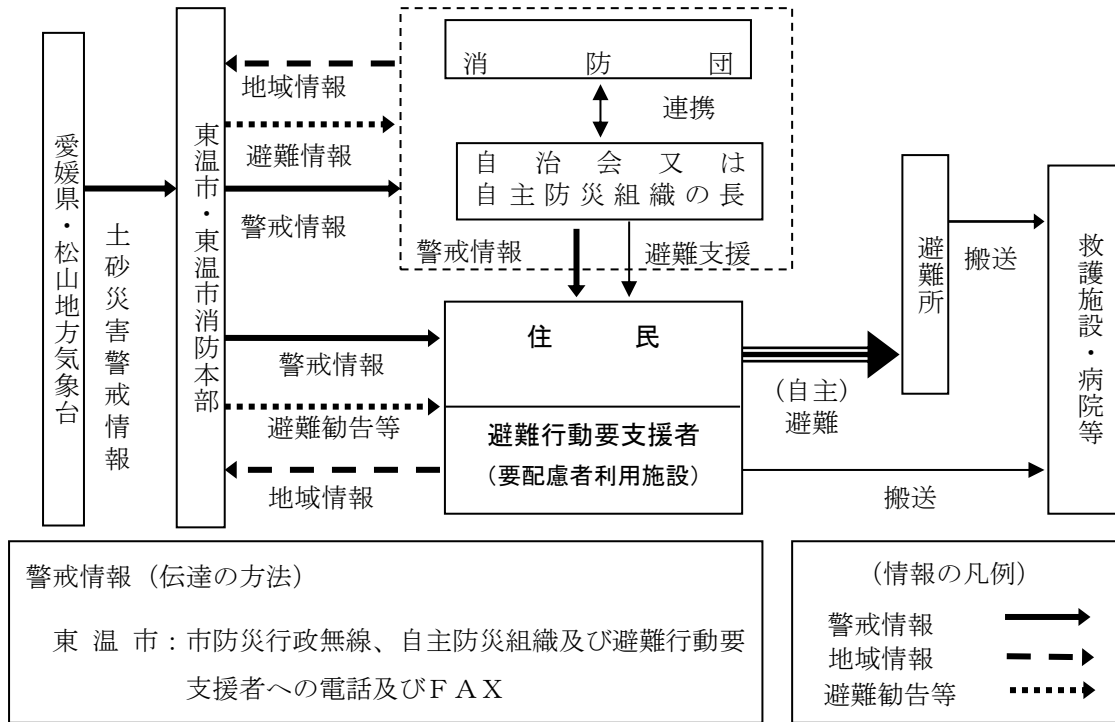 愛媛県・松山地方気象台
土砂災害警戒情報
東温市・東温市消防本部
地域情報
避難情報
警戒情報
消防団
連携
自治会又は
自主防災組織の長
警戒情報
避難支援
住民
警戒情報
避難勧告等
避難行動要支援者
(要配慮者利用施設)
地域情報
(自主)
避難
避難所
搬送
搬送
救護施設・病院等
警戒情報（伝達の方法）
東温市：市防災行政無線、自主防災組織及び避難行動要
支援者への電話及びＦＡＸ
(情報の凡例)
警戒情報
地域情報
避難勧告等